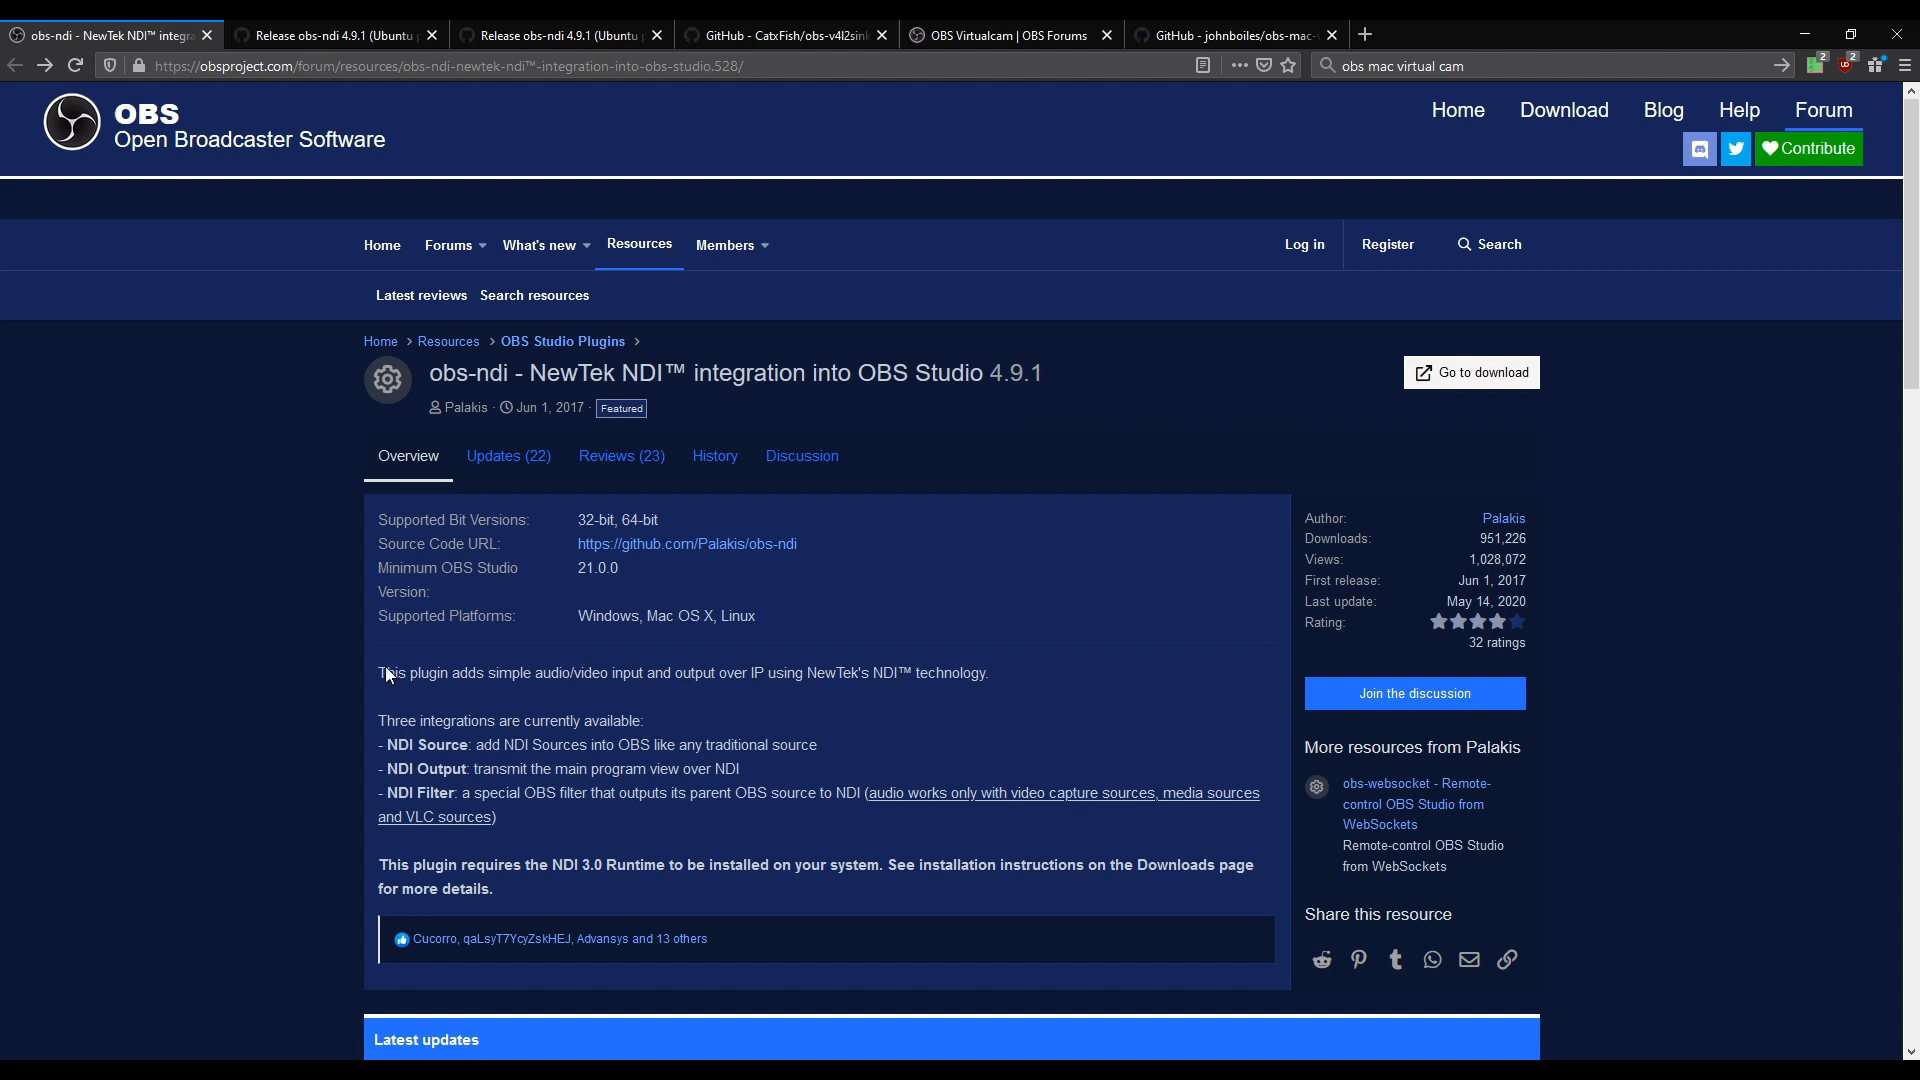 obs-ndi - NewTek NDI™ integra
Release obs-ndi 4.9.1 (Ubuntu
Release obs-ndi 4.9.1 (Ubuntu
GitHub - CatxFish/obs-v4l2sink
OBS Virtualcam | OBS Forums
GitHub - johnboiles/obs-mac-
https://obsproject.com/forum/resources/obs-ndi-newtek-ndi™-integration-into-obs-studio.528/
obs mac virtual cam
2
2
OBS
Open Broadcaster Software
Home
Download
Blog
Help
Forum
Contribute
Home
Forums
What's new
Resources
Members
Log in
Register
Search
Latest reviews
Search resources
Home > Resources > OBS Studio Plugins >
obs-ndi - NewTek NDI™ integration into OBS Studio 4.9.1
Go to download
Palakis · Jun 1, 2017 · Featured
Overview
Updates (22)
Reviews (23)
History
Discussion
Supported Bit Versions: 32-bit, 64-bit
Source Code URL: https://github.com/Palakis/obs-ndi
Minimum OBS Studio 21.0.0
Version:
Supported Platforms: Windows, Mac OS X, Linux
This plugin adds simple audio/video input and output over IP using NewTek's NDI™ technology.
Three integrations are currently available:
- NDI Source: add NDI Sources into OBS like any traditional source
- NDI Output: transmit the main program view over NDI
- NDI Filter: a special OBS filter that outputs its parent OBS source to NDI (audio works only with video capture sources, media sources
and VLC sources)
This plugin requires the NDI 3.0 Runtime to be installed on your system. See installation instructions on the Downloads page
for more details.
Cucorro, qaLsyT7YcyZskHEJ, Advansys and 13 others
Author: Palakis
Downloads: 951,226
Views: 1,028,072
First release: Jun 1, 2017
Last update: May 14, 2020
Rating:
32 ratings
Join the discussion
More resources from Palakis
obs-websocket - Remote-
control OBS Studio from
WebSockets
Remote-control OBS Studio
from WebSockets
Share this resource
Latest updates